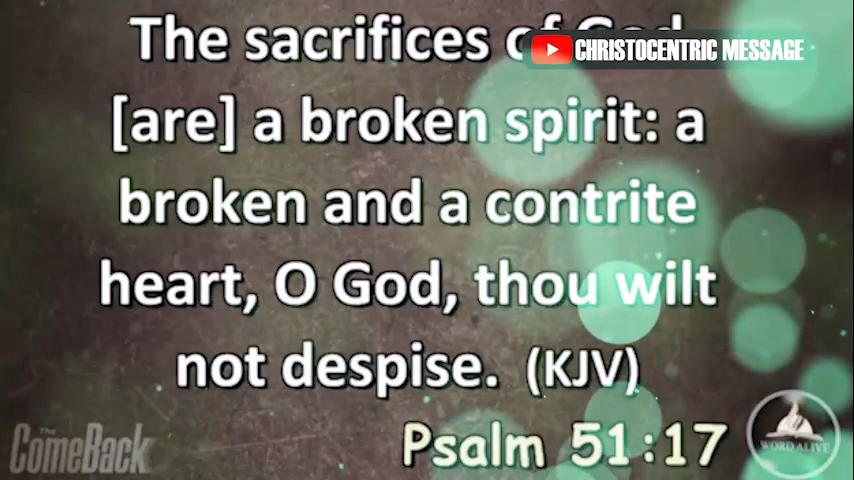 The sacrifices of God
CHRISTOCENTRIC MESSAGE
[are] a broken spirit: a
broken and a contrite
heart, O God, thou wilt
not despise. (KJV)
Psalm 51:17
The
ComeBack
WORD ALIVE